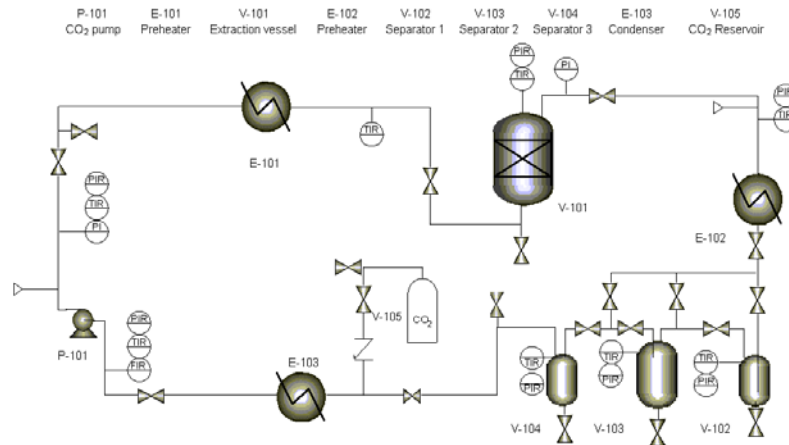 P-101 E-101 V-101 E-102 V-102 V-103 V-104 E-103 V-105
CO2 pump Preheater Extraction vessel Preheater Separator 1 Separator 2 Separator 3 Condenser CO2 Reservoir
PIR
TIR
PI
PIR
TIR
TIR
E-101
PIR
TIR
PI
V-101
E-102
V-105
CO2
P-101
PIR
TIR
FIR
E-103
TIR
PIR
TIR
PIR
TIR
PIR
V-104
V-103
V-102